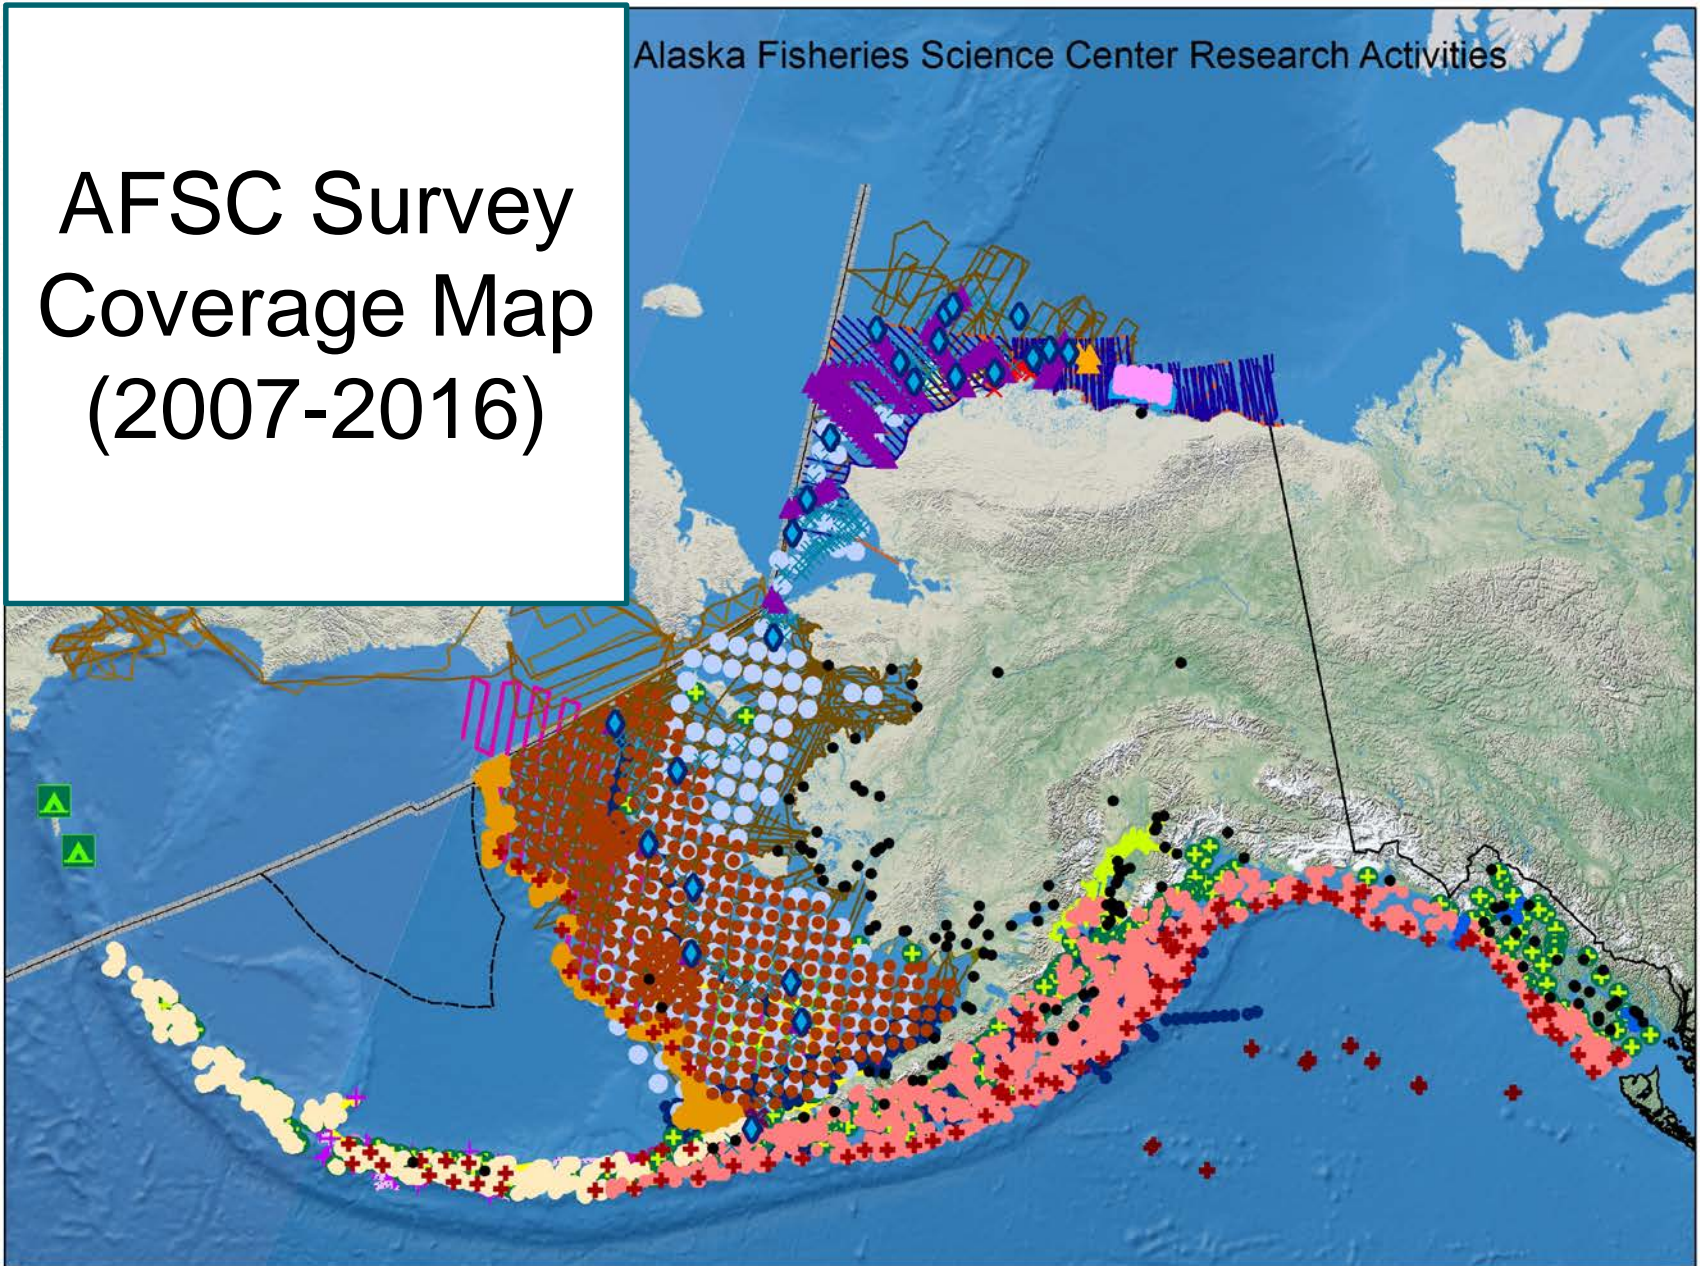 AFSC Survey
Coverage Map
(2007-2016)
Alaska Fisheries Science Center Research Activities